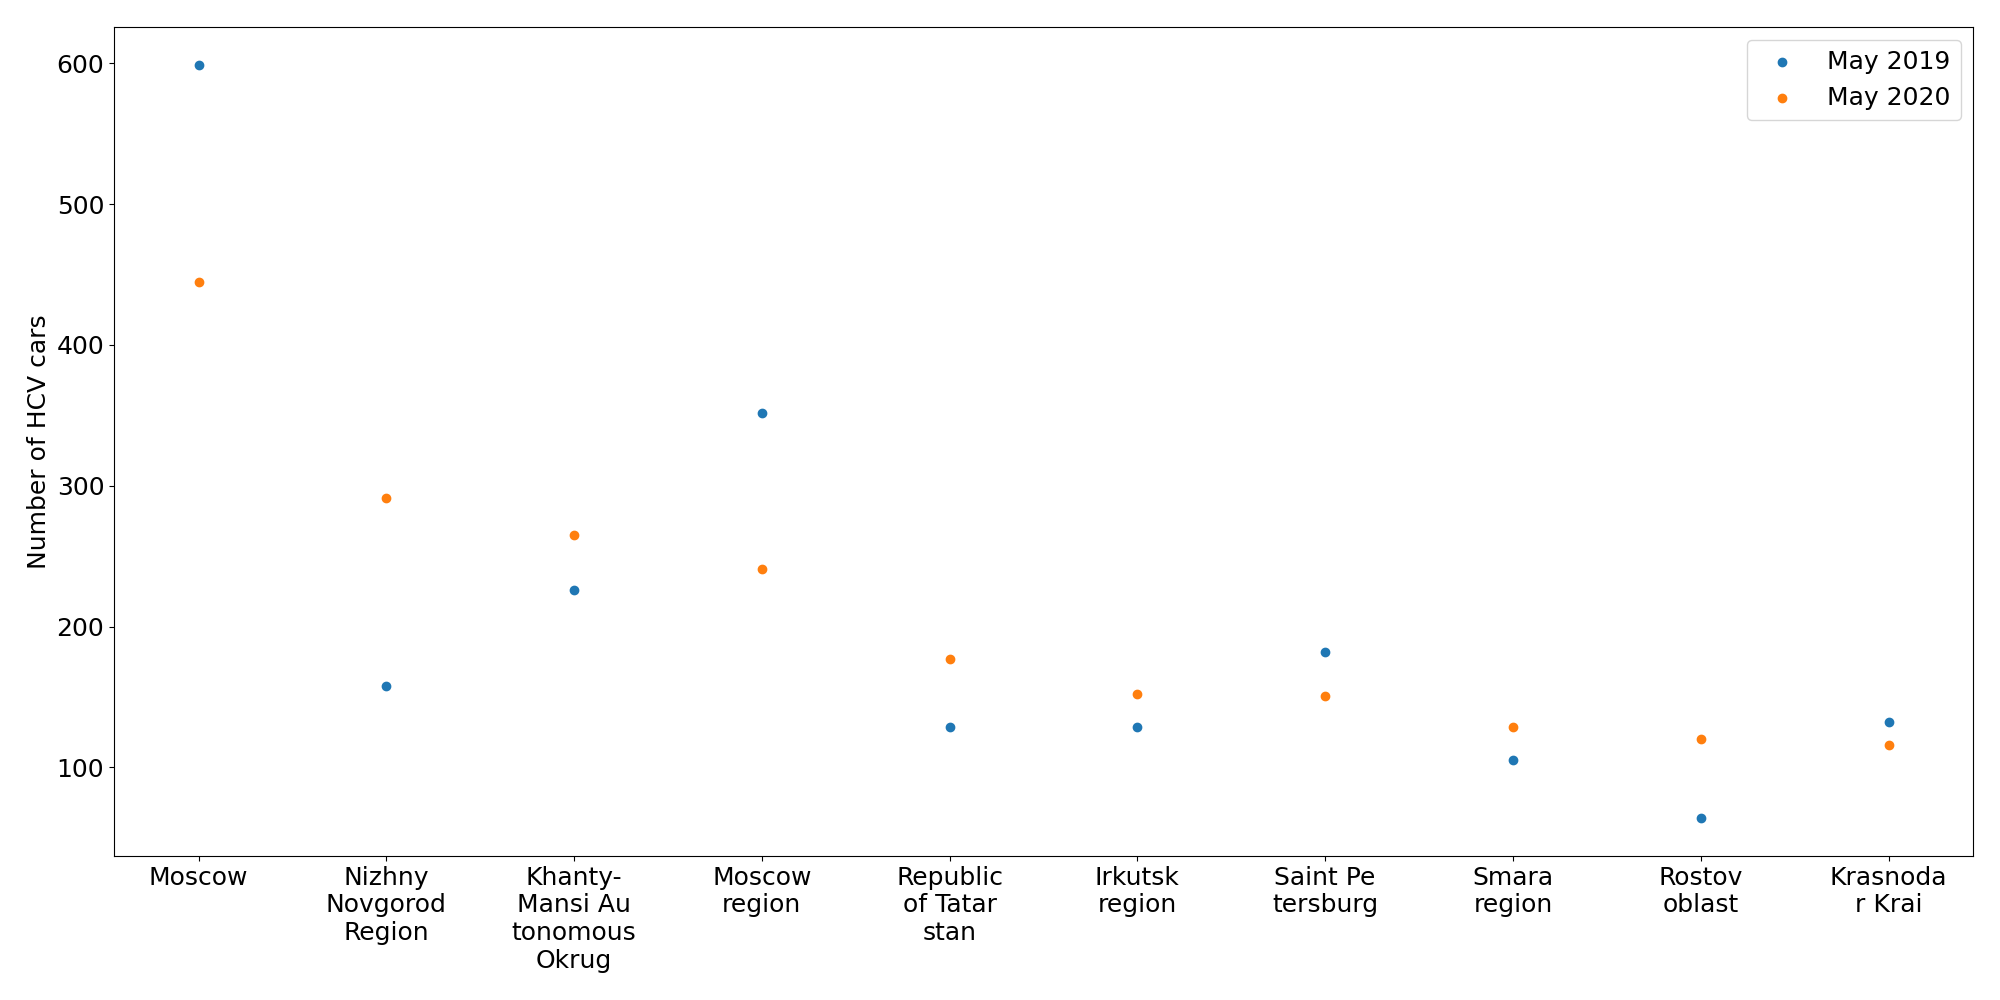 600
500
400
300
200
100
Number of HCV cars
May 2019
May 2020
Moscow
Nizhny
Novgorod
Region
Khanty-
Mansi Au
tonomous
Okrug
Moscow
region
Republic
of Tatar
stan
Irkutsk
region
Saint Pe
tersburg
Smara
region
Rostov
oblast
Krasnoda
r Krai